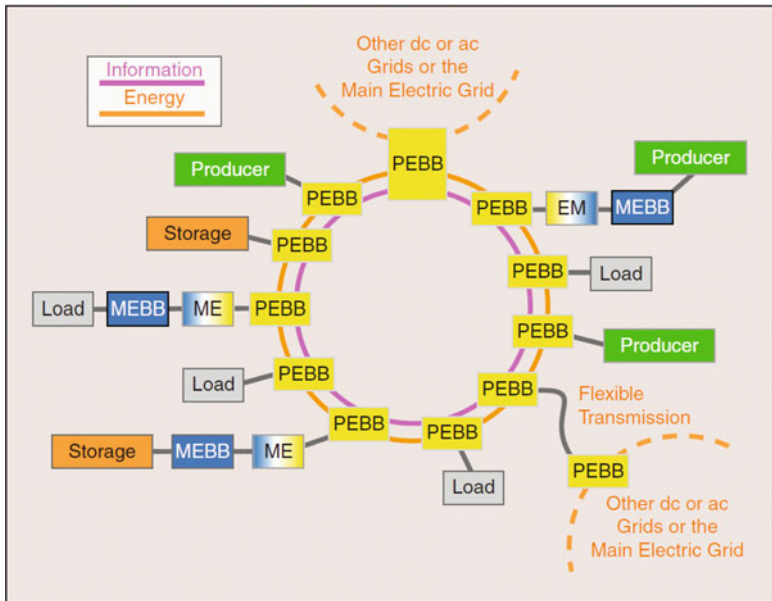 Information
Energy
Other dc or ac
Grids or the
Main Electric Grid
PEBB
Producer
PEBB
Producer
PEBB
EM
MEBB
Storage
PEBB
PEBB
Load
Load
MEBB
ME
PEBB
PEBB
Producer
Load
PEBB
PEBB
Flexible
Transmission
Storage
MEBB
ME
PEBB
PEBB
Load
PEBB
Other dc or ac
Grids or the
Main Electric Grid